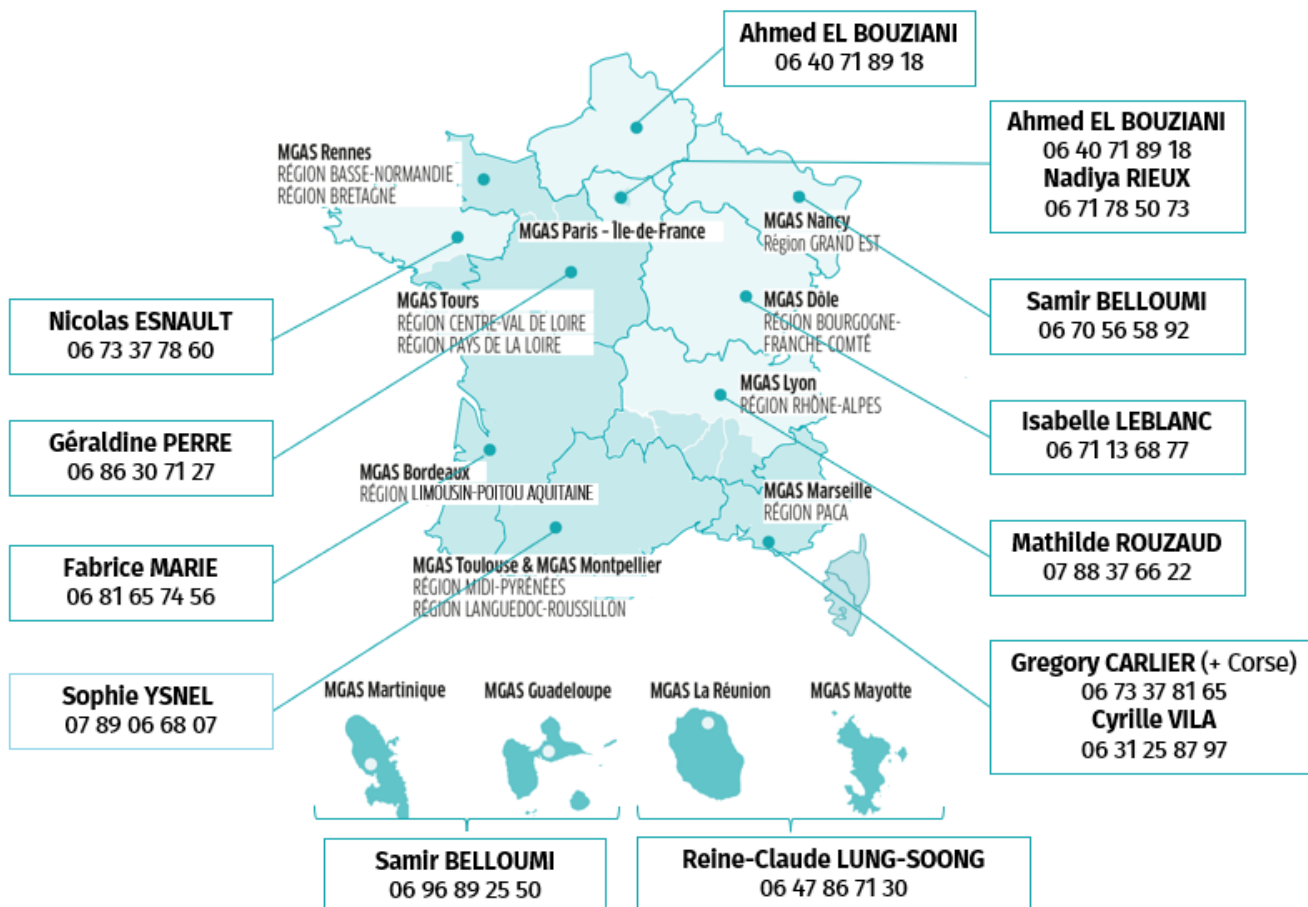 Ahmed EL BOUZIANI
06 40 71 89 18
Ahmed EL BOUZIANI
06 40 71 89 18
Nadiya RIEUX
06 71 78 50 73
MGAS Rennes
RÉGION BASSE-NORMANDIE
RÉGION BRETAGNE
MGAS Paris – Île-de-France
MGAS Nancy
Région GRAND EST
Nicolas ESNAULT
06 73 37 78 60
MGAS Tours
RÉGION CENTRE-VAL DE LOIRE
RÉGION PAYS DE LA LOIRE
MGAS Dôle
RÉGION BOURGOGNE-
FRANCHE-COMTÉ
Samir BELLOUMI
06 70 56 58 92
MGAS Lyon
RÉGION RHÔNE-ALPES
Géraldine PERRE
06 86 30 71 27
Isabelle LEBLANC
06 71 13 68 77
MGAS Bordeaux
RÉGION LIMOUSIN-POITOU AQUITAINE
MGAS Marseille
RÉGION PACA
Fabrice MARIE
06 81 65 74 56
MGAS Toulouse & MGAS Montpellier
RÉGION MIDI-PYRÉNÉES
RÉGION LANGUEDOC-ROUSSILLON
Mathilde ROUZAUD
07 88 37 66 22
Sophie YSNEL
07 89 06 68 07
Gregory CARLIER (+ Corse)
06 73 37 81 65
Cyrille VILA
06 31 25 87 97
MGAS Martinique
MGAS Guadeloupe
MGAS La Réunion
MGAS Mayotte
Samir BELLOUMI
06 96 89 25 50
Reine-Claude LUNG-SOONG
06 47 86 71 30